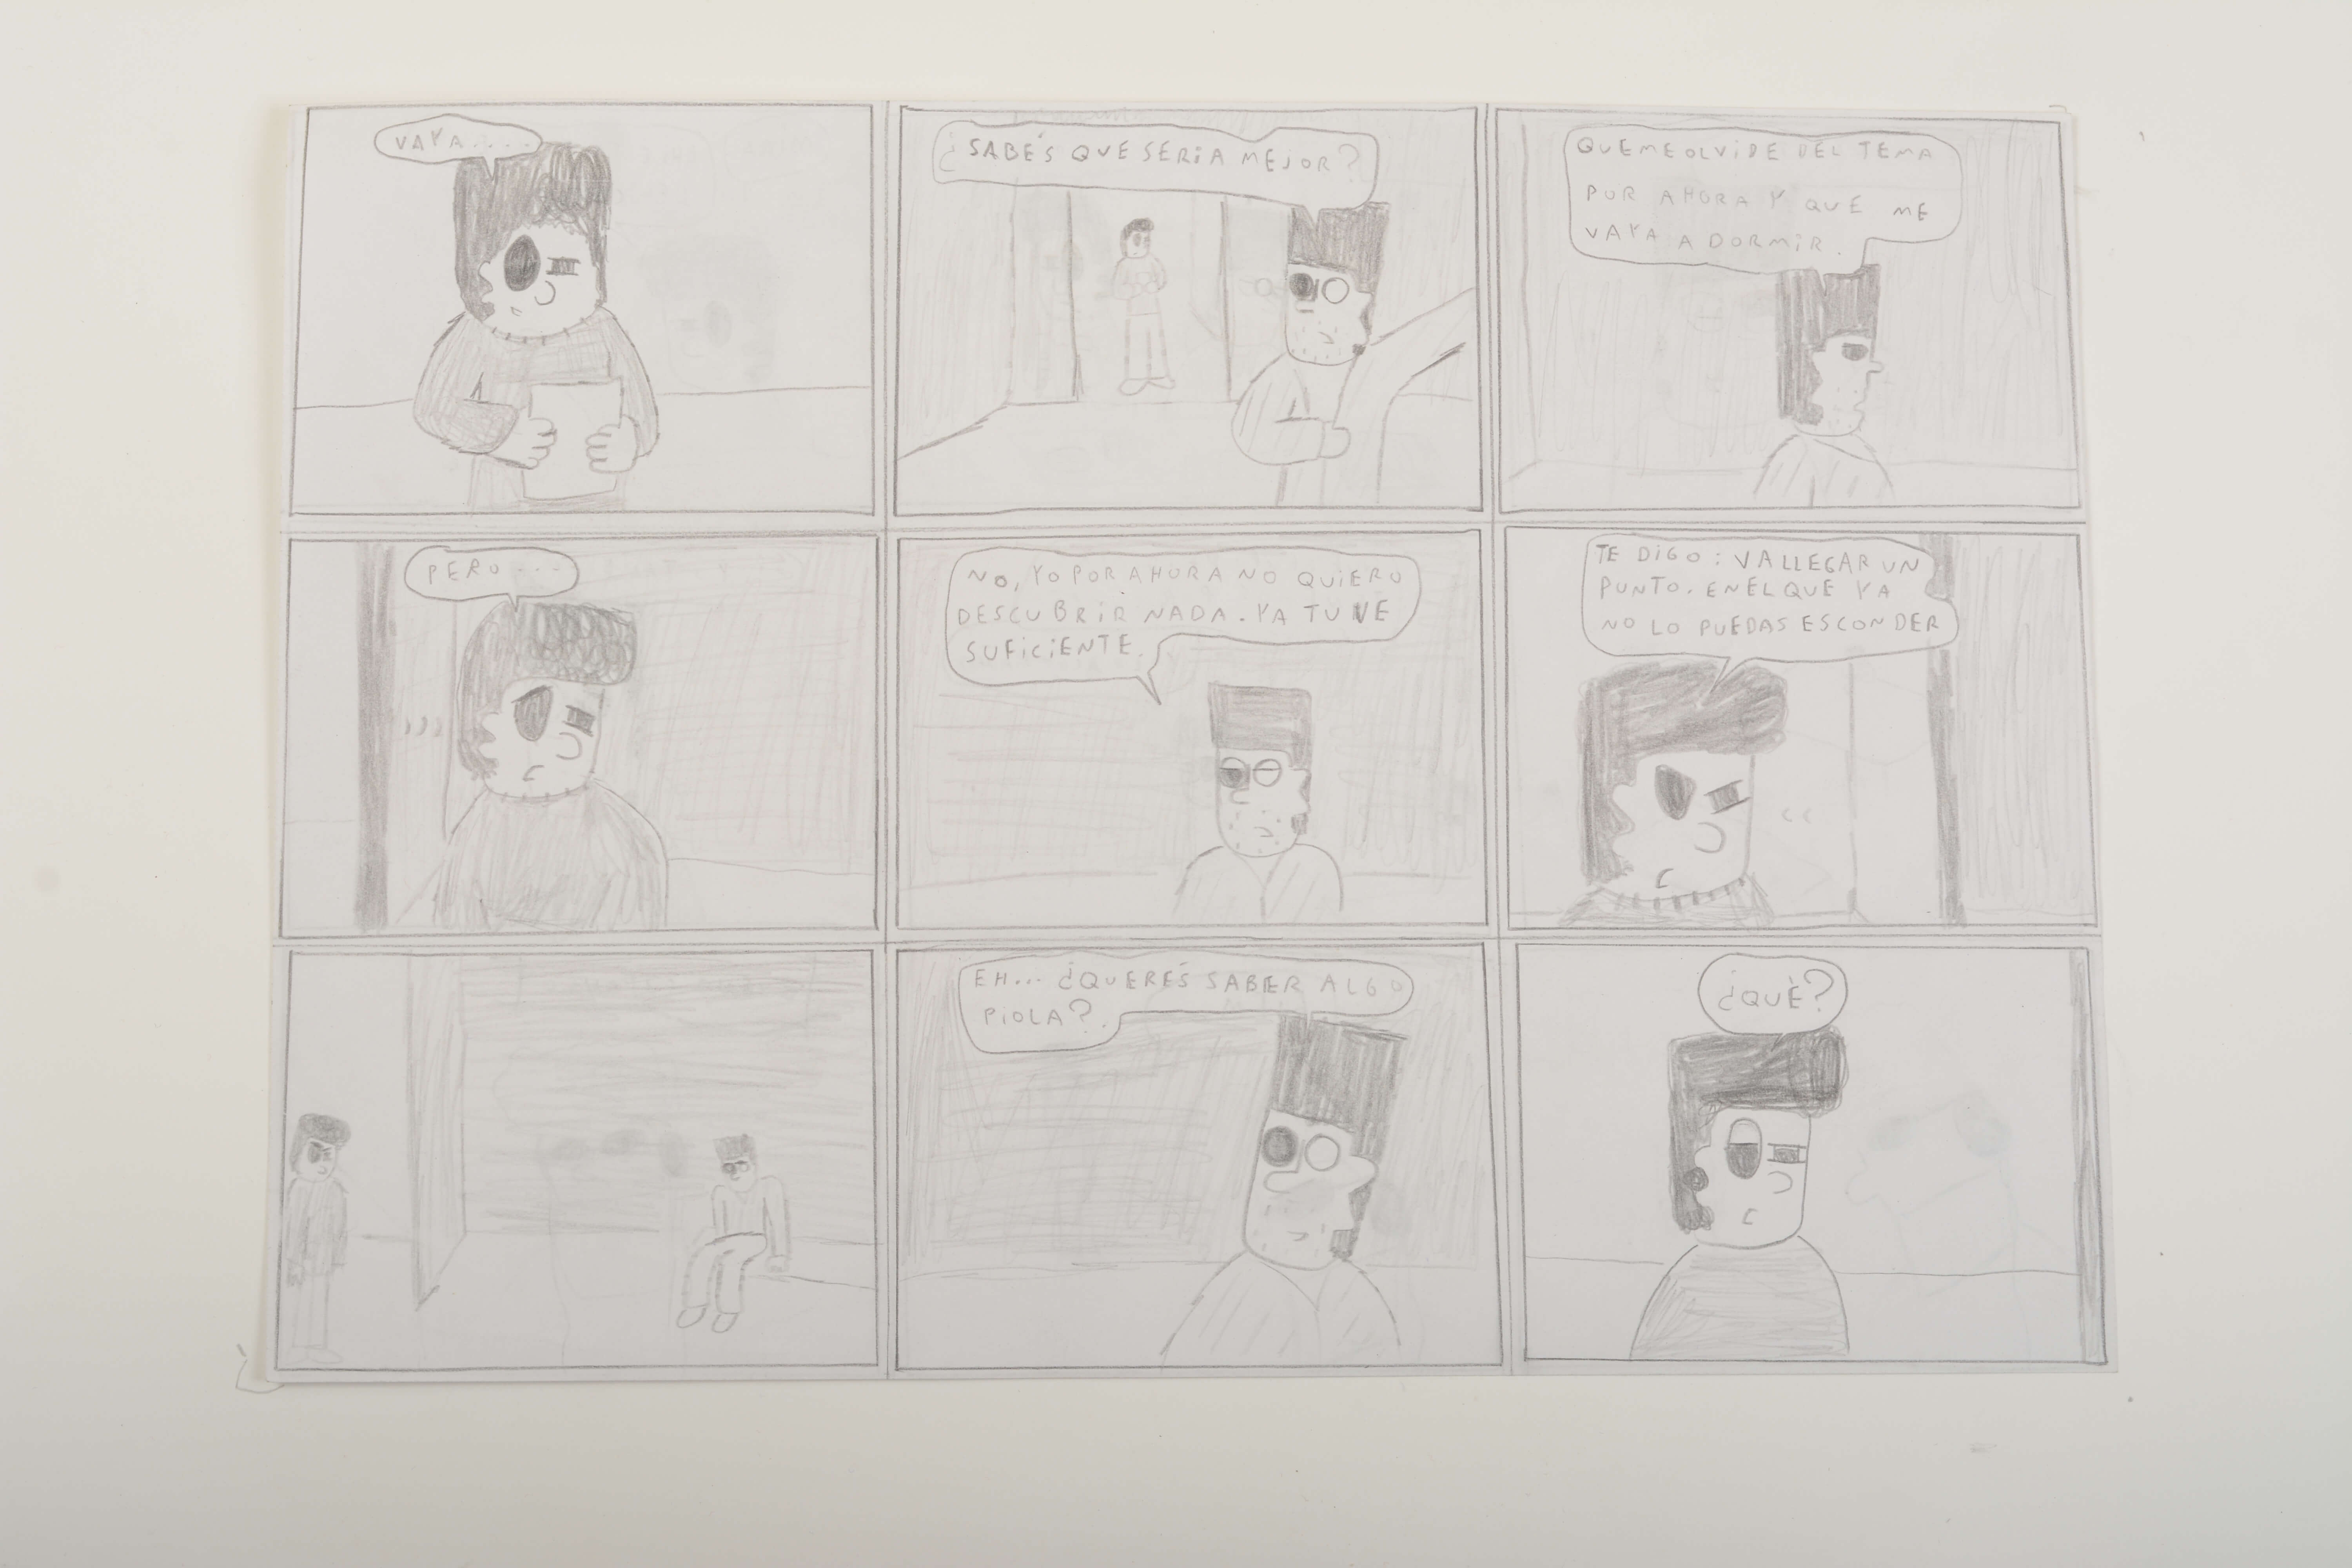 VAYA....
¿SABÉS QUE SERIA MEJOR?
QUE ME OLVIDE DEL TEMA
POR AHORA Y QUE ME
VAYA A DORMIR.
PERO ...
NO, YO POR AHORA NO QUIERO
DESCUBRIR NADA. YA TUVE
SUFICIENTE.
TE DIGO: VA LLEGAR UN
PUNTO. EN EL QUE YA
NO LO PUEDAS ESCONDER
EH... ¿QUERÉS SABER ALGO
PIOLA?.
¿QUÉ?